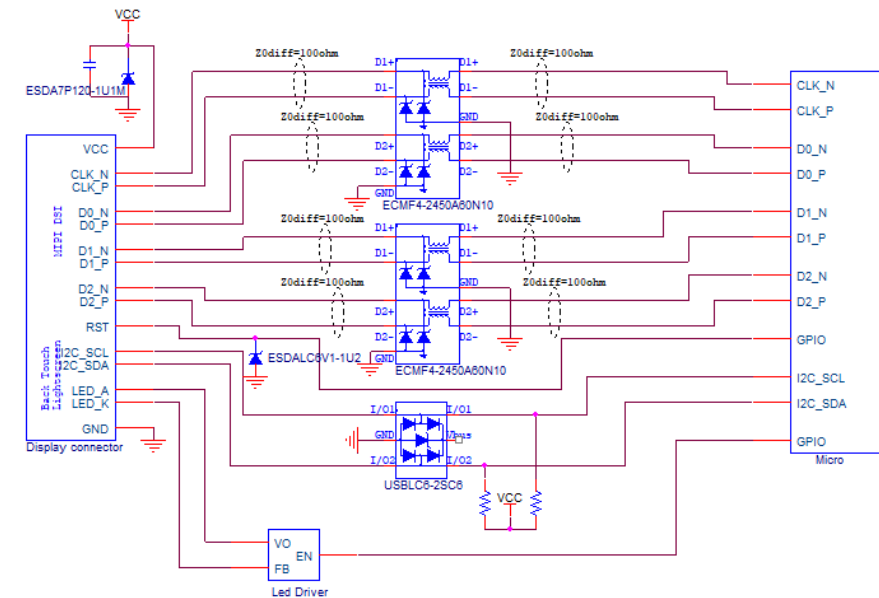 VCC
ESDA7P120-1U1M
Z0diff=100ohm
Z0diff=100ohm
D1+
D1-
D1+
D1-
GND
Z0diff=100ohm
Z0diff=100ohm
D2+
D2-
D2+
D2-
GND
ECMF4-2450A60N10
Z0diff=100ohm
Z0diff=100ohm
D1+
D1-
D1+
D1-
GND
Z0diff=100ohm
Z0diff=100ohm
D2+
D2-
D2+
D2-
GND
ECMF4-2450A60N10
VCC
CLK_N
CLK_P
D0_N
D0_P
D1_N
D1_P
D2_N
D2_P
RST
I2C_SCL
I2C_SDA
LED_A
LED_K
GND
MIPI DSI
Back Touch
Lightscreen
Display connector
ESDALC6V1-1U2
I/O1
I/O1
GND
Vbus
I/O2
I/O2
USBLC6-2SC6
VCC
VO
EN
FB
Led Driver
CLK_N
CLK_P
D0_N
D0_P
D1_N
D1_P
D2_N
D2_P
GPIO
I2C_SCL
I2C_SDA
GPIO
Micro